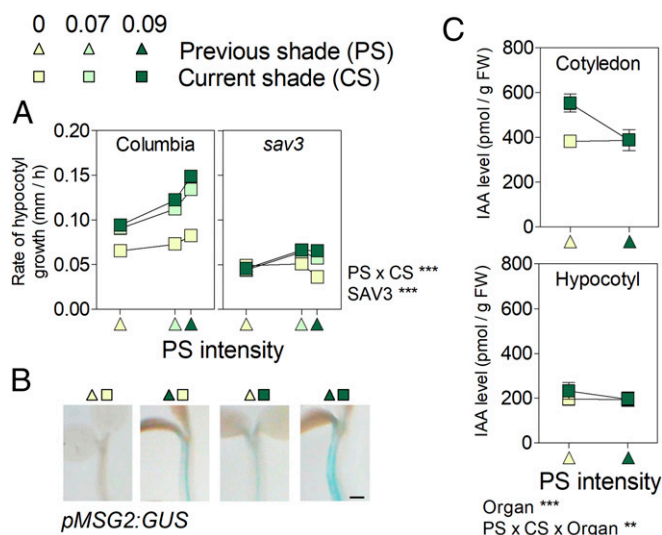 0 0.07 0.09
Previous shade (PS)
Current shade (CS)
A
Columbia
sav3
Rate of hypocotyl
growth (mm / h)
0.20
0.15
0.10
0.05
0.00
PS x CS ***
SAV3 ***
PS intensity
B
pMSG2:GUS
C
Cotyledon
IAA level (pmol / g FW)
800
600
400
200
0
Hypocotyl
IAA level (pmol / g FW)
800
600
400
200
0
PS intensity
Organ ***
PS x CS x Organ **